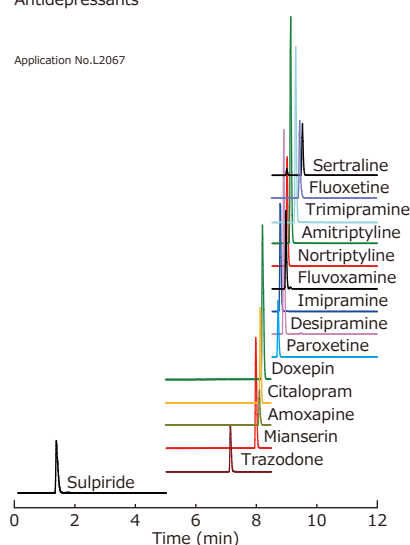 Antidepressants
Application No.L2067
Sertraline
Fluoxetine
Trimipramine
Amitriptyline
Nortriptyline
Fluvoxamine
Imipramine
Desipramine
Paroxetine
Doxepin
Citalopram
Amoxapine
Mianserin
Trazodone
Sulpiride
0 2 4 6 8 10 12
Time (min)